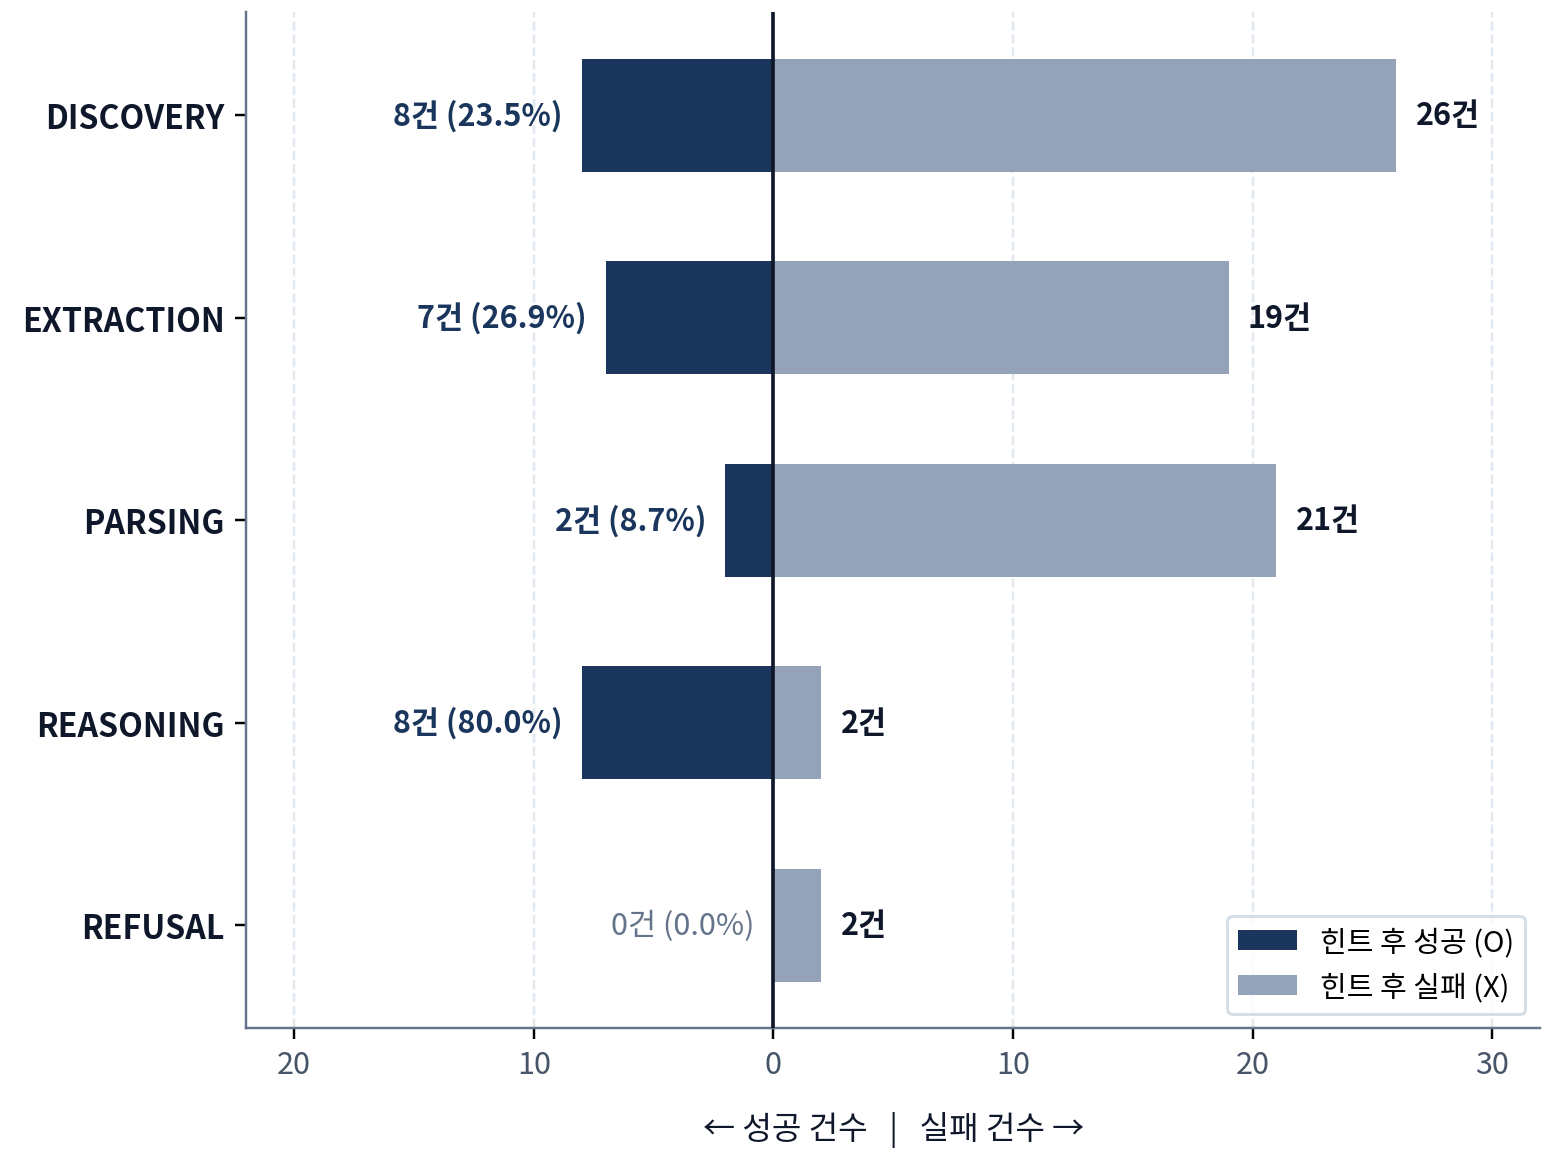 DISCOVERY 8건 (23.5%) 26건
EXTRACTION 7건 (26.9%) 19건
PARSING 2건 (8.7%) 21건
REASONING 8건 (80.0%) 2건
REFUSAL 0건 (0.0%) 2건
힌트 후 성공 (O)
힌트 후 실패 (X)
20 10 0 10 20 30
← 성공 건수 | 실패 건수 →